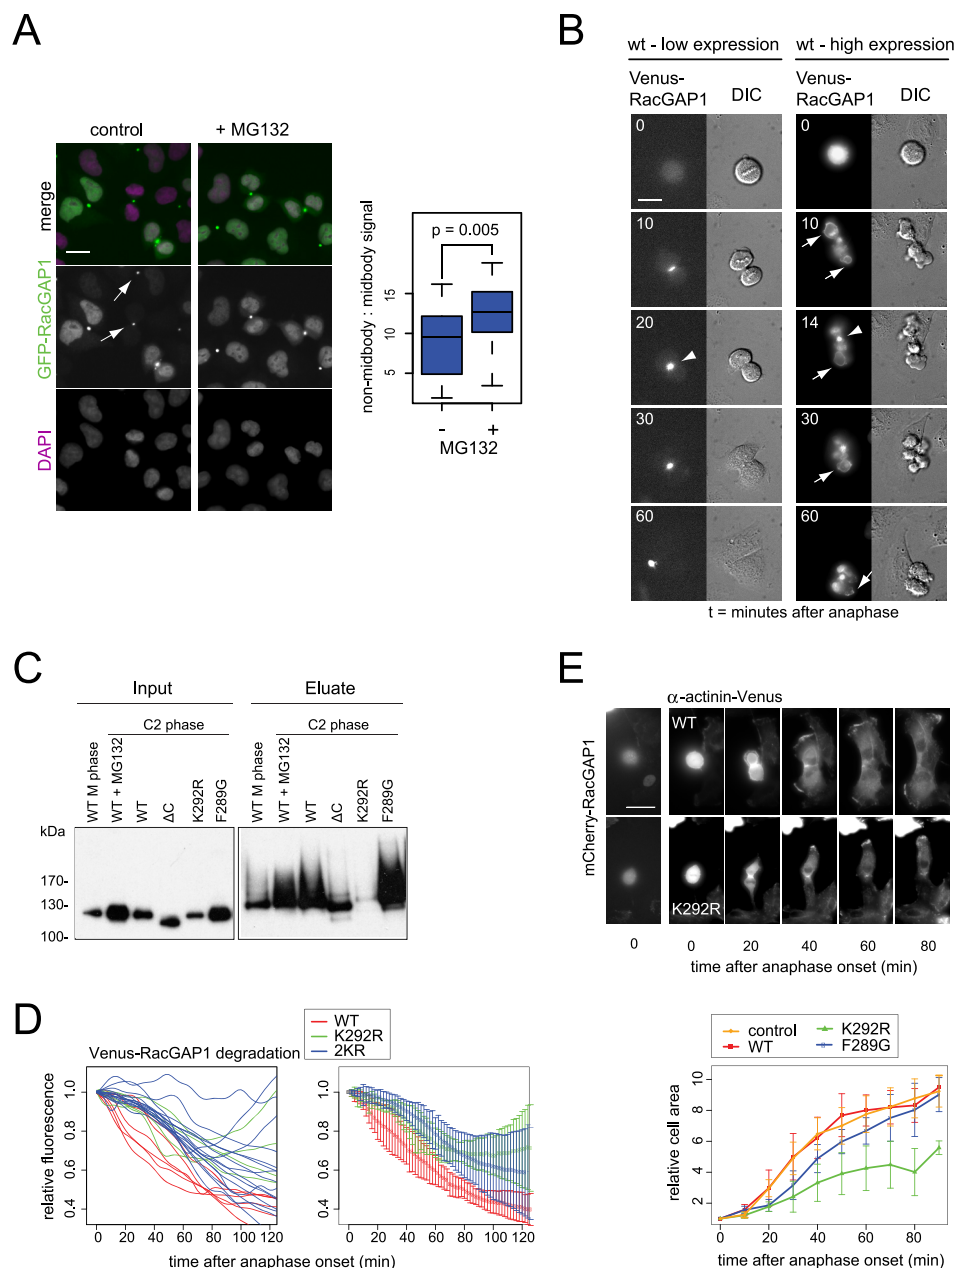 A
control
+ MG132
merge
GFP-RacGAP1
DAPI
non-midbody : midbody signal
15
10
5
p = 0.005
-
+
MG132
B
wt - low expression
wt - high expression
Venus-
RacGAP1
DIC
Venus-
RacGAP1
DIC
0
0
10
10
20
14
30
30
60
60
t = minutes after anaphase
C
Input
Eluate
C2 phase
C2 phase
WT M phase
WT + MG132
WT
ΔC
K292R
F289G
WT M phase
WT + MG132
WT
ΔC
K292R
F289G
kDa
170-
130-
100-
D
WT
K292R
2KR
Venus-RacGAP1 degradation
relative fluorescence
1.0
0.8
0.6
0.4
0 20 40 60 80 100 120
time after anaphase onset (min)
1.0
0.8
0.6
0.4
0 20 40 60 80 100 120
time after anaphase onset (min)
E
α-actinin-Venus
mCherry-RacGAP1
WT
K292R
0 0 20 40 60 80
time after anaphase onset (min)
control
WT
K292R
F289G
relative cell area
10
8
6
4
2
0 20 40 60 80
time after anaphase onset (min)